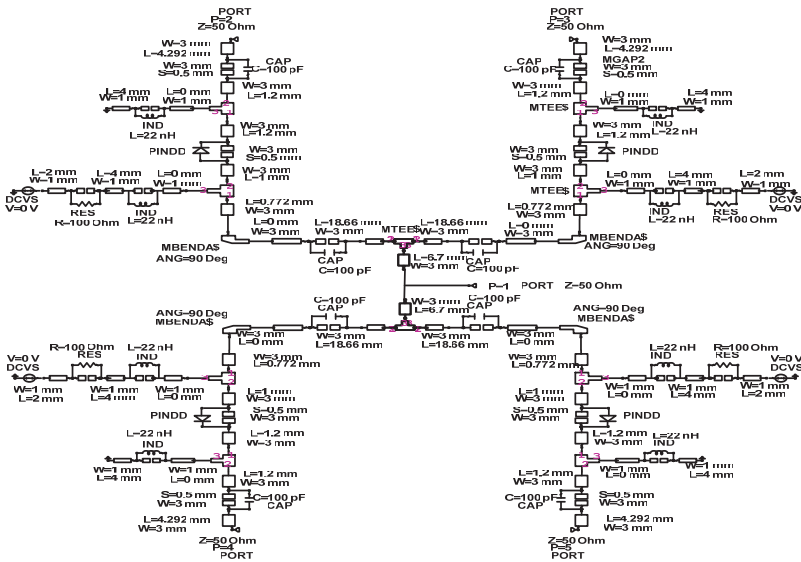 PORT
P=2
Z=50 Ohm
W=3 mm
L=4.292 mm
W=3 mm
S=0.5 mm
CAP
C=100 pF
W=3 mm
L=1.2 mm
L=4 mm
W=1 mm
L=0 mm
W=1 mm
IND
L=22 nH
2
3
PINDD
W=3 mm
S=0.5 mm
W=3 mm
L=1 mm
L=2 mm
W=1 mm
L=4 mm
W=1 mm
L=0 mm
W=1 mm
DCVS
V=0 V
RES
R=100 Ohm
IND
L=22nH
L=0.772 mm
W=3 mm
L=0 mm
W=3 mm
MBENDA$
ANG=90 Deg
L=18.66 mm
W=3 mm
CAP
C=100 pF
MTEE$
L=18.66 mm
W=3 mm
CAP
C=100 pF
L=6.7 mm
W=3 mm
PORT
P=3
Z=50 Ohm
W=3 mm
L=4.292 mm
MGAP2
W=3 mm
S=0.5 mm
CAP
C=100 pF
W=3 mm
L=1.2 mm
MTEE$
L=0 mm
W=1 mm
L=4 mm
W=1 mm
IND
L=22 nH
W=3 mm
L=1.2 mm
PINDD
W=3 mm
S=0.5 mm
W=3 mm
L=1 mm
MTEE$
L=0 mm
W=1 mm
L=4 mm
W=1 mm
L=2 mm
W=1 mm
DCVS
V=0 V
IND
L=22nH
RES
R=100 Ohm
L=0.772 mm
W=3 mm
L=0 mm
W=3 mm
MBENDA$
ANG=90 Deg
P=1 PORT Z=50 Ohm
W=3 mm
L=6.7 mm
C=100 pF
CAP
C=100 pF
CAP
W=3 mm
L=18.66 mm
W=3 mm
L=18.66 mm
ANG=90 Deg
MBENDA$
W=3 mm
L=0 mm
W=3 mm
L=0.772 mm
V=0 V
DCVS
R=100 Ohm
RES
L=22 nH
IND
W=1 mm
L=2 mm
W=1 mm
L=4 mm
W=1 mm
L=0 mm
L=1 mm
W=3 mm
PINDD
S=0.5 mm
W=3 mm
L=1.2 mm
W=3 mm
L=22 nH
IND
W=1 mm
L=4 mm
W=1 mm
L=0 mm
L=1.2 mm
W=3 mm
S=0.5 mm
W=3 mm
C=100 pF
CAP
L=4.292 mm
W=3 mm
Z=50 Ohm
P=4
PORT
ANG=90 Deg
MBENDA$
W=3 mm
L=0 mm
W=3 mm
L=0.772 mm
L=22 nH
IND
R=100 Ohm
RES
V=0 V
DCVS
W=1 mm
L=0 mm
W=1 mm
L=4 mm
W=1 mm
L=2 mm
L=1 mm
W=3 mm
S=0.5 mm
W=3 mm
PINDD
L=1.2 mm
W=3 mm
L=22 nH
IND
W=1 mm
L=0 mm
W=1 mm
L=4 mm
L=1.2 mm
W=3 mm
C=100 pF
CAP
S=0.5 mm
W=3 mm
L=4.292 mm
W=3 mm
Z=50 Ohm
P=5
PORT